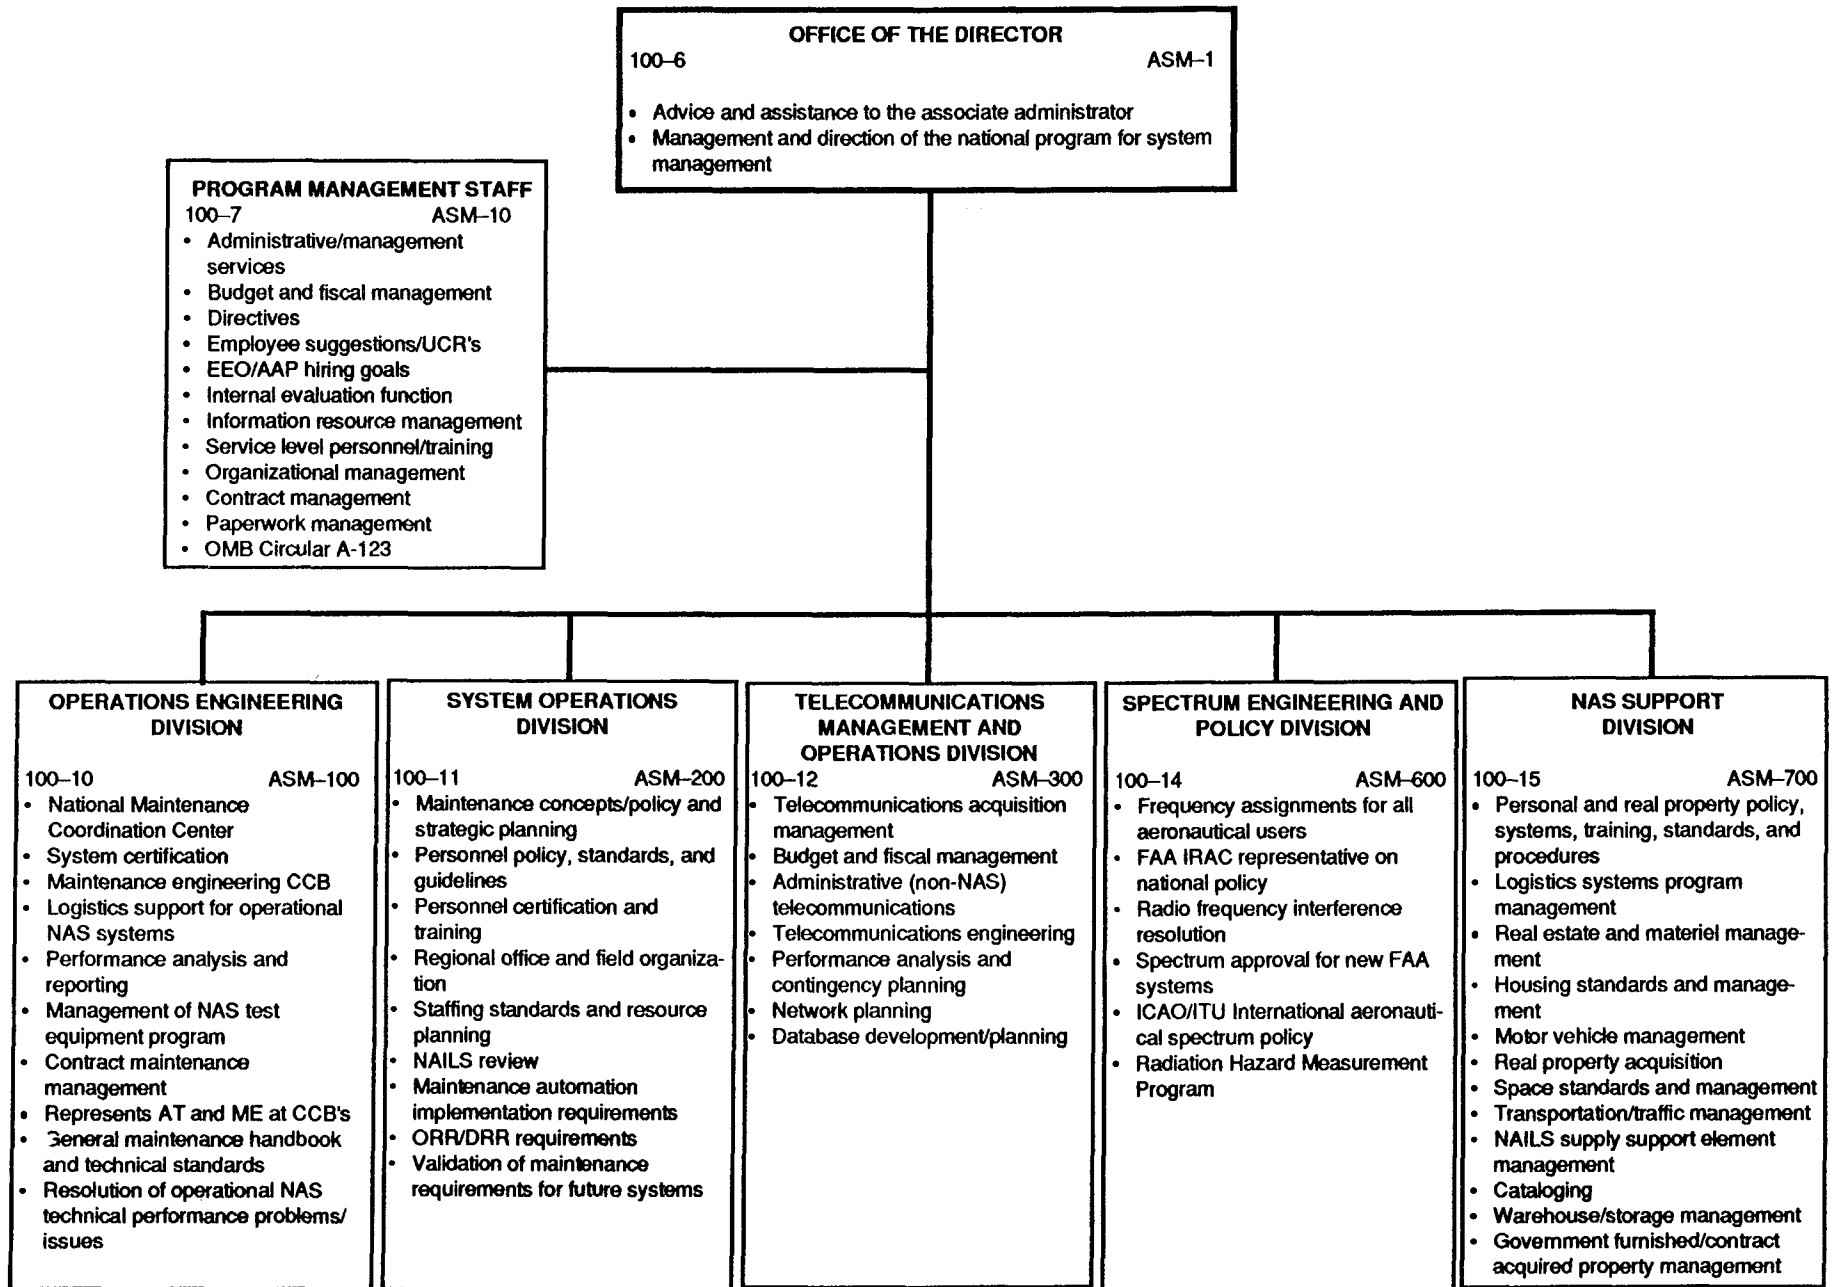 OFFICE OF THE DIRECTOR
100–6 ASM–1
• Advice and assistance to the associate administrator
• Management and direction of the national program for system
management
PROGRAM MANAGEMENT STAFF
100–7 ASM–10
• Administrative/management
services
• Budget and fiscal management
• Directives
• Employee suggestions/UCR's
• EEO/AAP hiring goals
• Internal evaluation function
• Information resource management
• Service level personnel/training
• Organizational management
• Contract management
• Paperwork management
• OMB Circular A-123
OPERATIONS ENGINEERING
DIVISION
100–10 ASM–100
• National Maintenance
Coordination Center
• System certification
• Maintenance engineering CCB
• Logistics support for operational
NAS systems
• Performance analysis and
reporting
• Management of NAS test
equipment program
• Contract maintenance
management
• Represents AT and ME at CCB's
• General maintenance handbook
and technical standards
• Resolution of operational NAS
technical performance problems/
issues
SYSTEM OPERATIONS
DIVISION
100–11 ASM–200
• Maintenance concepts/policy and
strategic planning
• Personnel policy, standards, and
guidelines
• Personnel certification and
training
• Regional office and field organiza-
tion
• Staffing standards and resource
planning
• NAILS review
• Maintenance automation
implementation requirements
• ORR/DRR requirements
• Validation of maintenance
requirements for future systems
TELECOMMUNICATIONS
MANAGEMENT AND
OPERATIONS DIVISION
100–12 ASM–300
• Telecommunications acquisition
management
• Budget and fiscal management
• Administrative (non-NAS)
telecommunications
• Telecommunications engineering
• Performance analysis and
contingency planning
• Network planning
• Database development/planning
SPECTRUM ENGINEERING AND
POLICY DIVISION
100–14 ASM–600
• Frequency assignments for all
aeronautical users
• FAA IRAC representative on
national policy
• Radio frequency interference
resolution
• Spectrum approval for new FAA
systems
• ICAO/ITU International aeronauti-
cal spectrum policy
• Radiation Hazard Measurement
Program
NAS SUPPORT
DIVISION
100–15 ASM–700
• Personal and real property policy,
systems, training, standards, and
procedures
• Logistics systems program
management
• Real estate and materiel manage-
ment
• Housing standards and manage-
ment
• Motor vehicle management
• Real property acquisition
• Space standards and management
• Transportation/traffic management
• NAILS supply support element
management
• Cataloging
• Warehouse/storage management
• Government furnished/contract
acquired property management